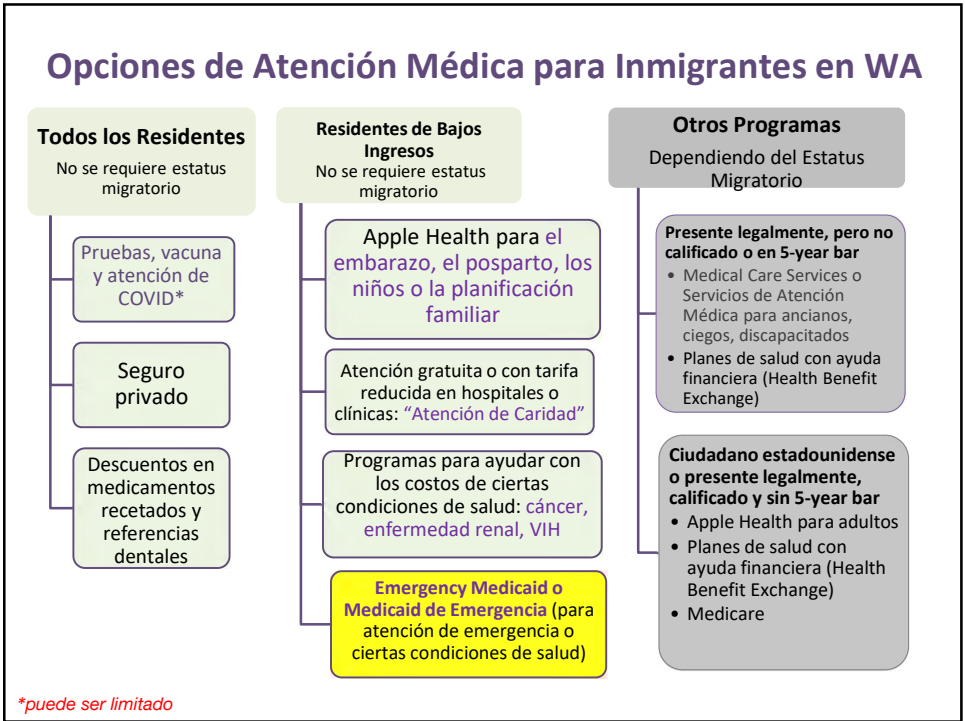 Opciones de Atención Médica para Inmigrantes en WA
Todos los Residentes
No se requiere estatus
migratorio
Pruebas, vacuna
y atención de
COVID*
Seguro
privado
Descuentos en
medicamentos
recetados y
referencias
dentales
Residentes de Bajos
Ingresos
No se requiere estatus
migratorio
Apple Health para el
embarazo, el posparto, los
niños o la planificación
familiar
Atención gratuita o con tarifa
reducida en hospitales o
clínicas: “Atención de Caridad”
Programas para ayudar con
los costos de ciertas
condiciones de salud: cáncer,
enfermedad renal, VIH
Emergency Medicaid o
Medicaid de Emergencia (para
atención de emergencia o
ciertas condiciones de salud)
Otros Programas
Dependiendo del Estatus
Migratorio
Presente legalmente, pero no
calificado o en 5-year bar
• Medical Care Services o
Servicios de Atención
Médica para ancianos,
ciegos, discapacitados
• Planes de salud con ayuda
financiera (Health Benefit
Exchange)
Ciudadano estadounidense
o presente legalmente,
calificado y sin 5-year bar
• Apple Health para adultos
• Planes de salud con
ayuda financiera (Health
Benefit Exchange)
• Medicare
*puede ser limitado